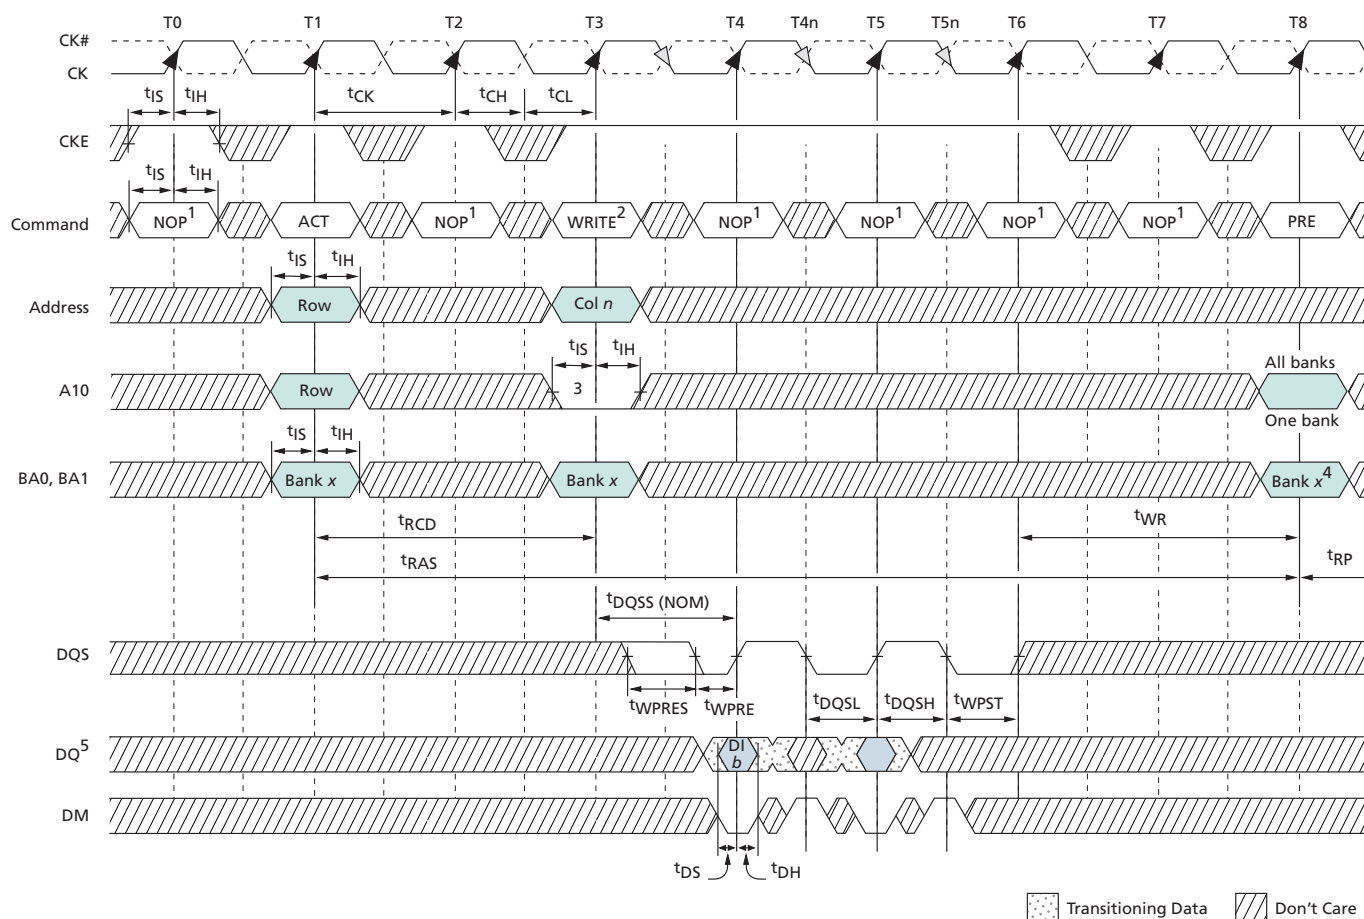 T0 T1 T2 T3 T4 T4n T5 T5n T6 T7 T8
CK#
CK
tIS tIH tCK tCH tCL
CKE
tIS tIH
Command NOP1 ACT NOP1 WRITE2 NOP1 NOP1 NOP1 NOP1 PRE
tIS tIH
Address Row Col n
tIS tIH
All banks
A10 Row 3
One bank
tIS tIH
BA0, BA1 Bank x Bank x Bank x4
tRCD tWR
tRAS tRP
tDQSS (NOM)
DQS
tWPRES tWPRE tDQSL tDQSH tWPST
DQ5 DI
b
DM
tDS tDH
Transitioning Data Don't Care